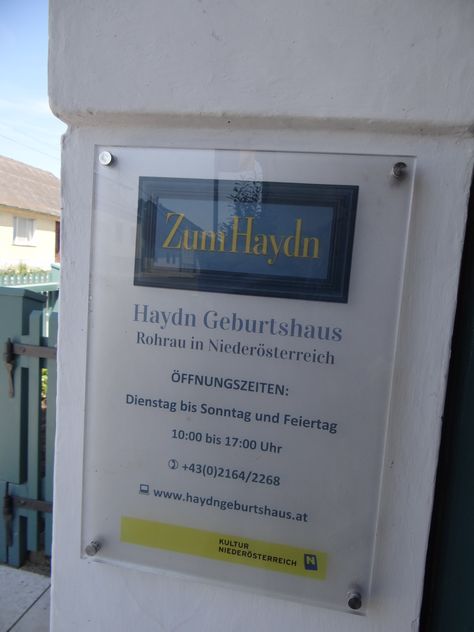 Zum Haydn
Haydn Geburtshaus
Rohrau in Niederösterreich
ÖFFNUNGSZEITEN:
Dienstag bis Sonntag und Feiertag
10:00 bis 17:00 Uhr
+43(0)2164/2268
www.haydngeburtshaus.at
KULTUR
NIEDERÖSTERREICH
N